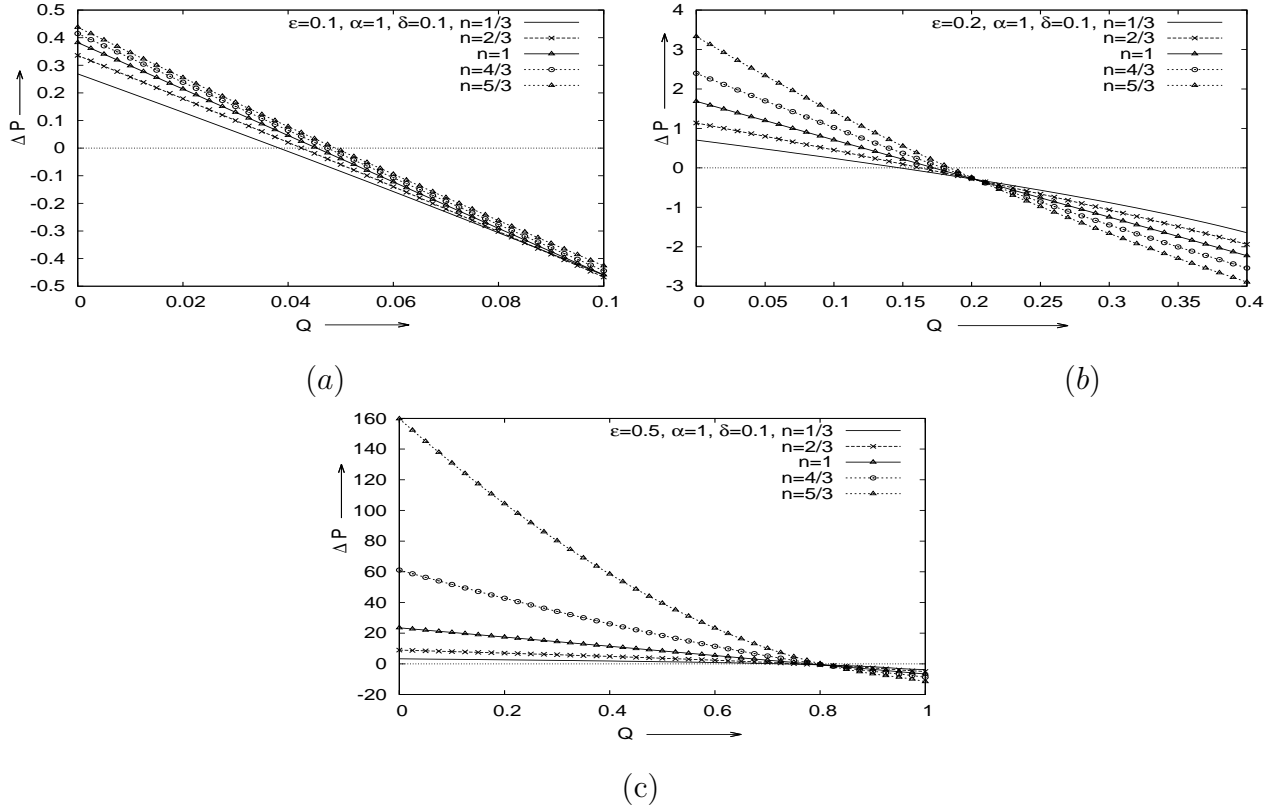 ε=0.1, α=1, δ=0.1, n=1/3
n=2/3
n=1
n=4/3
n=5/3
0.5
0.4
0.3
0.2
0.1
0
-0.1
-0.2
-0.3
-0.4
-0.5
Δ P
0 0.02 0.04 0.06 0.08 0.1
Q
(a)
ε=0.2, α=1, δ=0.1, n=1/3
n=2/3
n=1
n=4/3
n=5/3
4
3
2
1
0
-1
-2
-3
Δ P
0 0.05 0.1 0.15 0.2 0.25 0.3 0.35 0.4
Q
(b)
ε=0.5, α=1, δ=0.1, n=1/3
n=2/3
n=1
n=4/3
n=5/3
160
140
120
100
80
60
40
20
0
-20
Δ P
0 0.2 0.4 0.6 0.8 1
Q
(c)